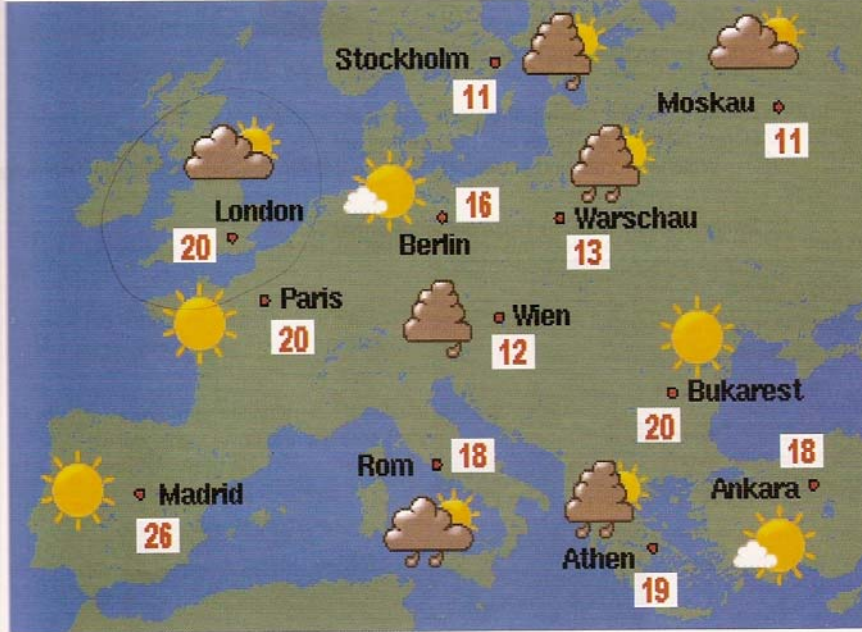 Stockholm
11
Moskau
11
London
20
16
Berlin
Warschau
13
Paris
20
Wien
12
Bukarest
20
Rom
18
18
Ankara
Madrid
26
Athen
19